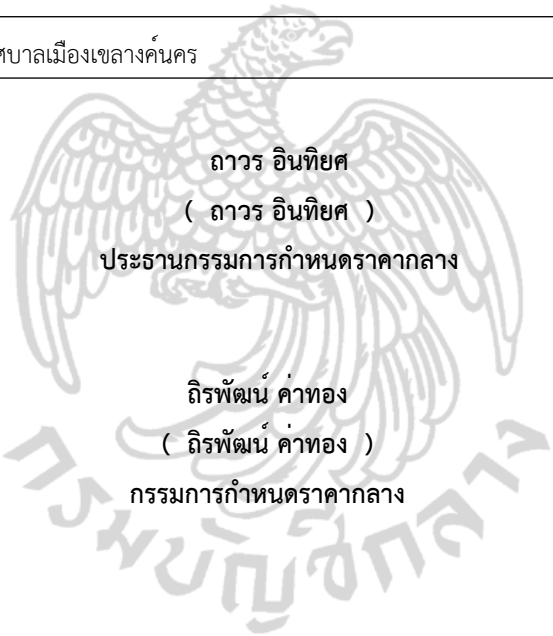 ศบาลเมืองเขลางค์นคร
ถาวร อินทิยศ
( ถาวร อินทิยศ )
ประธานกรรมการกำหนดราคากลาง
ถิรพัฒน์ ค่าทอง
( ถิรพัฒน์ ค่าทอง )
กรรมการกำหนดราคากลาง
กรมบัญชีกลาง